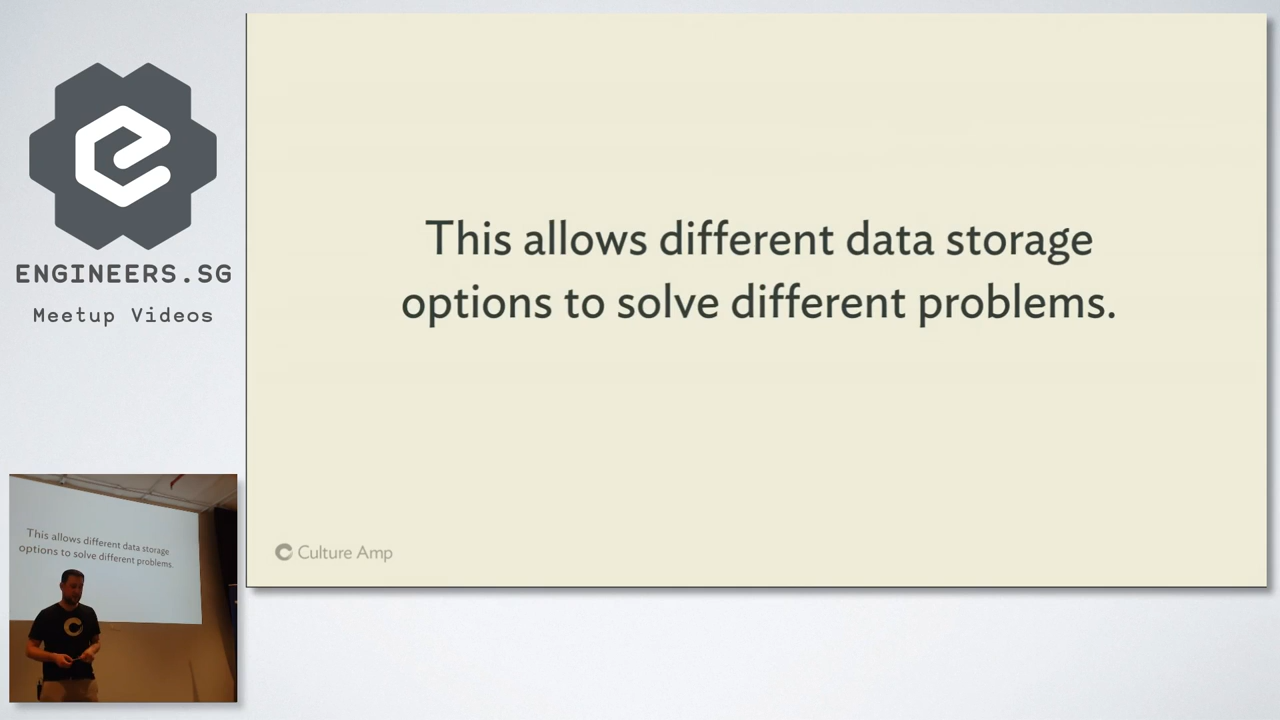 ENGINEERS.SG
Meetup Videos
This allows different data storage
options to solve different problems.
Culture Amp
This allows different data storage
options to solve different problems.